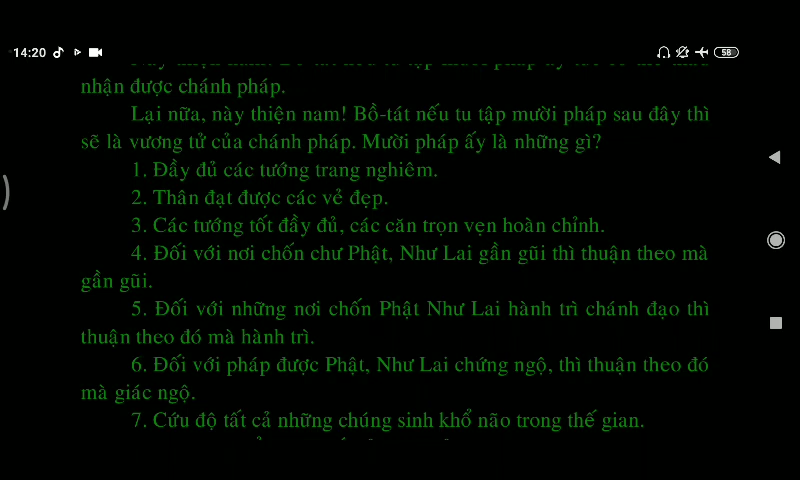 14:20
58
nhận được chánh pháp.
Lại nữa, này thiện nam! Bồ-tát nếu tu tập mười pháp sau đây thì
sẽ là vương tử của chánh pháp. Mười pháp ấy là những gì?
1. Đầy đủ các tướng trang nghiêm.
2. Thân đạt được các vẻ đẹp.
3. Các tướng tốt đầy đủ, các căn trọn vẹn hoàn chỉnh.
4. Đối với nơi chốn chư Phật, Như Lai gần gũi thì thuận theo mà
gần gũi.
5. Đối với những nơi chốn Phật Như Lai hành trì chánh đạo thì
thuận theo đó mà hành trì.
6. Đối với pháp được Phật, Như Lai chứng ngộ, thì thuận theo đó
mà giác ngộ.
7. Cứu độ tất cả những chúng sinh khổ não trong thế gian.